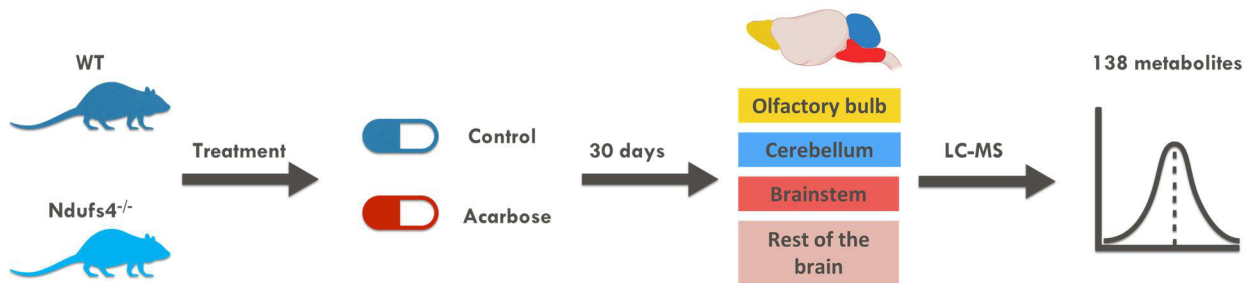 WT
Ndufs4-/-
Treatment
Control
Acarbose
30 days
Olfactory bulb
Cerebellum
Brainstem
Rest of the
brain
LC-MS
138 metabolites